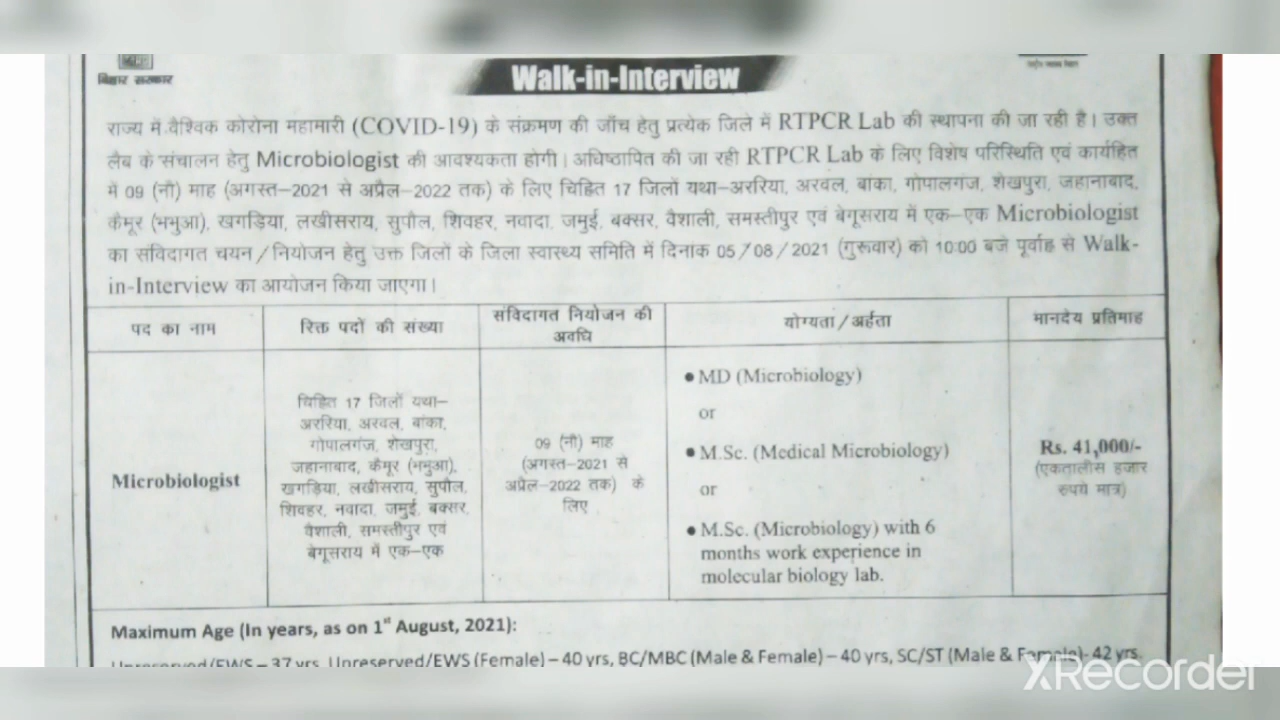 बिहार सरकार
Walk-in-Interview
राज्य में वैश्विक कोरोना महामारी (COVID-19) के संक्रमण की जाँच हेतु प्रत्येक जिले में RTPCR Lab की स्थापना की जा रही है। उक्त
लैब के संचालन हेतु Microbiologist की आवश्यकता होगी। अधिष्ठापित की जा रही RTPCR Lab के लिए विशेष परिस्थिति एवं कार्यहित
में 09 (नौ) माह (अगस्त–2021 से अप्रैल–2022 तक) के लिए चिह्नित 17 जिलों यथा–अररिया, अरवल, बांका, गोपालगंज, शेखपुरा, जहानाबाद,
कैमूर (भभुआ), खगड़िया, लखीसराय, सुपौल, शिवहर, नवादा, जमुई, बक्सर, वैशाली, समस्तीपुर एवं बेगूसराय में एक–एक Microbiologist
का संविदागत चयन/नियोजन हेतु उक्त जिलों के जिला स्वास्थ्य समिति में दिनांक 05/08/2021 (गुरूवार) को 10:00 बजे पूर्वाह्न से Walk-
in-Interview का आयोजन किया जाएगा।
पद का नाम
रिक्त पदों की संख्या
संविदागत नियोजन की
अवधि
योग्यता/अर्हता
मानदेय प्रतिमाह
Microbiologist
चिह्नित 17 जिलों यथा–
अररिया, अरवल, बांका,
गोपालगंज, शेखपुरा,
जहानाबाद, कैमूर (भभुआ),
खगड़िया, लखीसराय, सुपौल,
शिवहर, नवादा, जमुई, बक्सर,
वैशाली, समस्तीपुर एवं
बेगूसराय में एक–एक
09 (नौ) माह
(अगस्त–2021 से
अप्रैल–2022 तक) के
लिए
• MD (Microbiology)
or
• M.Sc. (Medical Microbiology)
or
• M.Sc. (Microbiology) with 6
months work experience in
molecular biology lab.
Rs. 41,000/-
(एकतालीस हजार
रुपये मात्र)
Maximum Age (In years, as on 1st August, 2021):
Unreserved/EWS – 37 yrs, Unreserved/EWS (Female) – 40 yrs, BC/MBC (Male & Female) – 40 yrs, SC/ST (Male & Female)- 42 yrs.
XRecorder